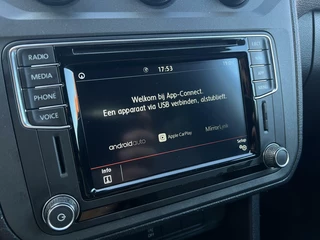 17:53
RADIO
MEDIA
PHONE
VOICE
Welkom bij App-Connect.
Een apparaat via USB verbinden, alstublieft.
androidauto
Apple CarPlay
MirrorLink
Info
Setup